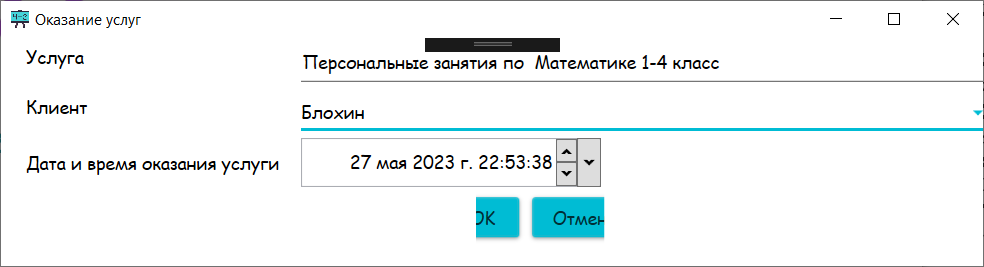 Оказание услуг
Услуга
Персональные занятия по  Математике 1-4 класс
Клиент
Блохин
Дата и время оказания услуги
27 мая 2023 г. 22:53:38
OK
Отмен